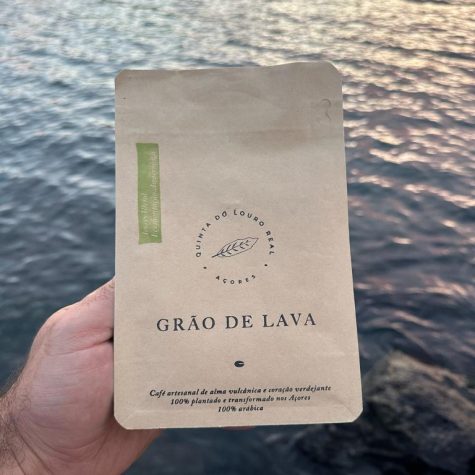 QUINTA DO LOURO REAL
AÇORES
GRÃO DE LAVA
Café artesanal de alma vulcânica e coração verdejante
100% plantado e transformado nos Açores
100% arábica